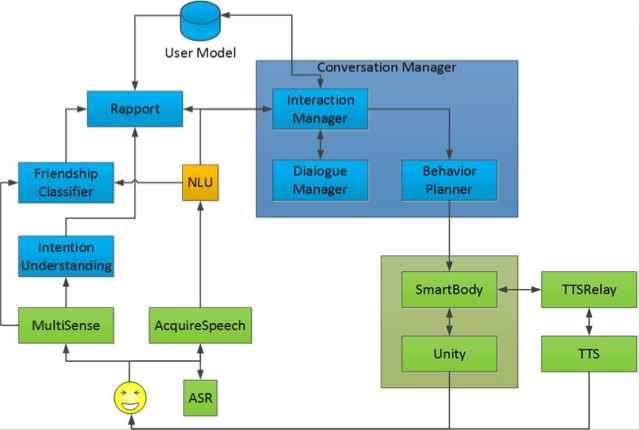 User Model
Conversation Manager
Rapport
Interaction
Manager
Friendship
Classifier
NLU
Dialogue
Manager
Behavior
Planner
Intention
Understanding
SmartBody
TTSRelay
MultiSense
AcquireSpeech
Unity
TTS
ASR